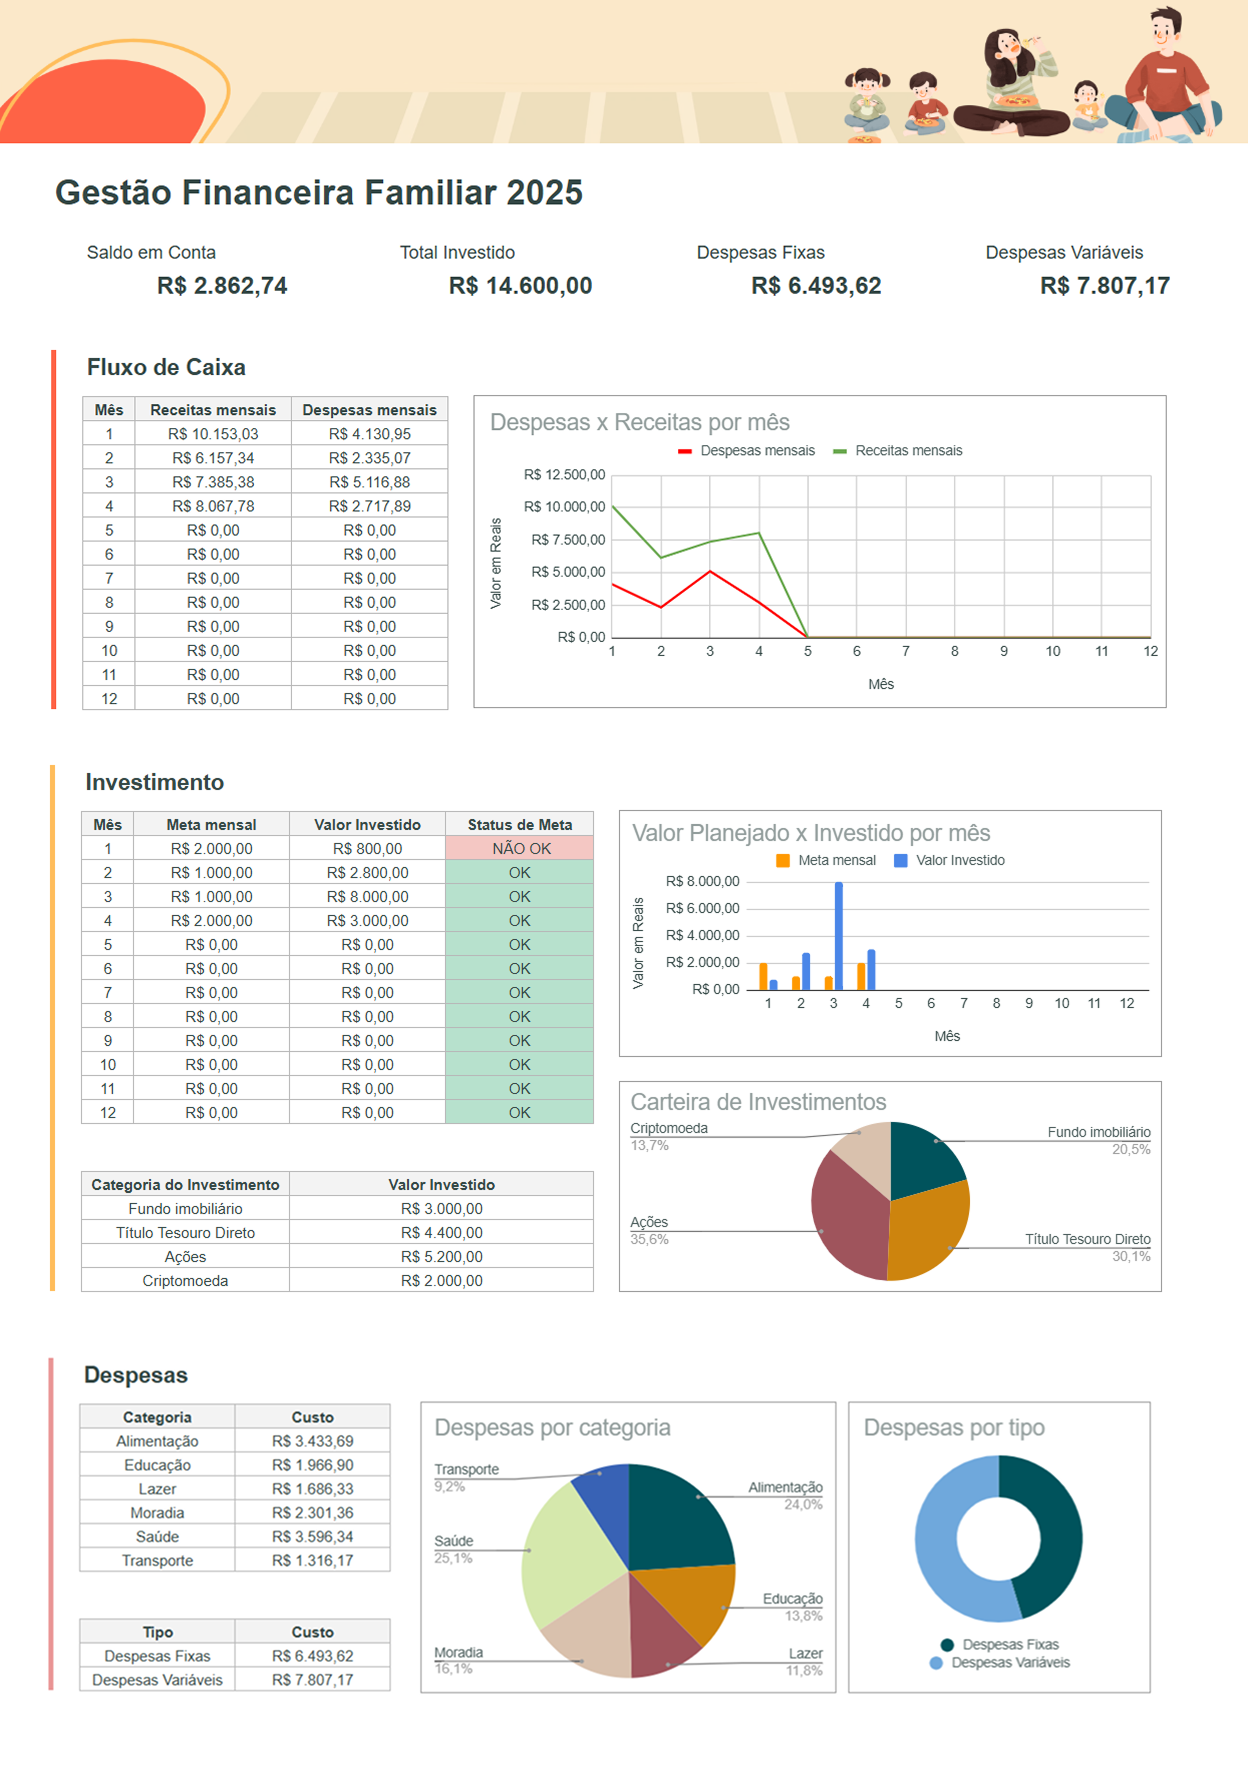 Gestão Financeira Familiar 2025
Saldo em Conta Total Investido Despesas Fixas Despesas Variáveis
R$ 2.862,74 R$ 14.600,00 R$ 6.493,62 R$ 7.807,17
Fluxo de Caixa
Mês Receitas mensais Despesas mensais
1 R$ 10.153,03 R$ 4.130,95
2 R$ 6.157,34 R$ 2.335,07
3 R$ 7.385,38 R$ 5.116,88
4 R$ 8.067,78 R$ 2.717,89
5 R$ 0,00 R$ 0,00
6 R$ 0,00 R$ 0,00
7 R$ 0,00 R$ 0,00
8 R$ 0,00 R$ 0,00
9 R$ 0,00 R$ 0,00
10 R$ 0,00 R$ 0,00
11 R$ 0,00 R$ 0,00
12 R$ 0,00 R$ 0,00
Despesas x Receitas por mês
Despesas mensais Receitas mensais
Valor em Reais
R$ 12.500,00
R$ 10.000,00
R$ 7.500,00
R$ 5.000,00
R$ 2.500,00
R$ 0,00
1 2 3 4 5 6 7 8 9 10 11 12
Mês
Investimento
Mês Meta mensal Valor Investido Status de Meta
1 R$ 2.000,00 R$ 800,00 NÃO OK
2 R$ 1.000,00 R$ 2.800,00 OK
3 R$ 1.000,00 R$ 8.000,00 OK
4 R$ 2.000,00 R$ 3.000,00 OK
5 R$ 0,00 R$ 0,00 OK
6 R$ 0,00 R$ 0,00 OK
7 R$ 0,00 R$ 0,00 OK
8 R$ 0,00 R$ 0,00 OK
9 R$ 0,00 R$ 0,00 OK
10 R$ 0,00 R$ 0,00 OK
11 R$ 0,00 R$ 0,00 OK
12 R$ 0,00 R$ 0,00 OK
Valor Planejado x Investido por mês
Meta mensal Valor Investido
Valor em Reais
R$ 8.000,00
R$ 6.000,00
R$ 4.000,00
R$ 2.000,00
R$ 0,00
1 2 3 4 5 6 7 8 9 10 11 12
Mês
Categoria do Investimento Valor Investido
Fundo imobiliário R$ 3.000,00
Título Tesouro Direto R$ 4.400,00
Ações R$ 5.200,00
Criptomoeda R$ 2.000,00
Carteira de Investimentos
Criptomoeda
13,7%
Fundo imobiliário
20,5%
Ações
35,6%
Título Tesouro Direto
30,1%
Despesas
Categoria Custo
Alimentação R$ 3.433,69
Educação R$ 1.966,90
Lazer R$ 1.686,33
Moradia R$ 2.301,36
Saúde R$ 3.596,34
Transporte R$ 1.316,17
Tipo Custo
Despesas Fixas R$ 6.493,62
Despesas Variáveis R$ 7.807,17
Despesas por categoria
Transporte
9,2%
Alimentação
24,0%
Saúde
25,1%
Educação
13,8%
Moradia
16,1%
Lazer
11,8%
Despesas por tipo
Despesas Fixas
Despesas Variáveis